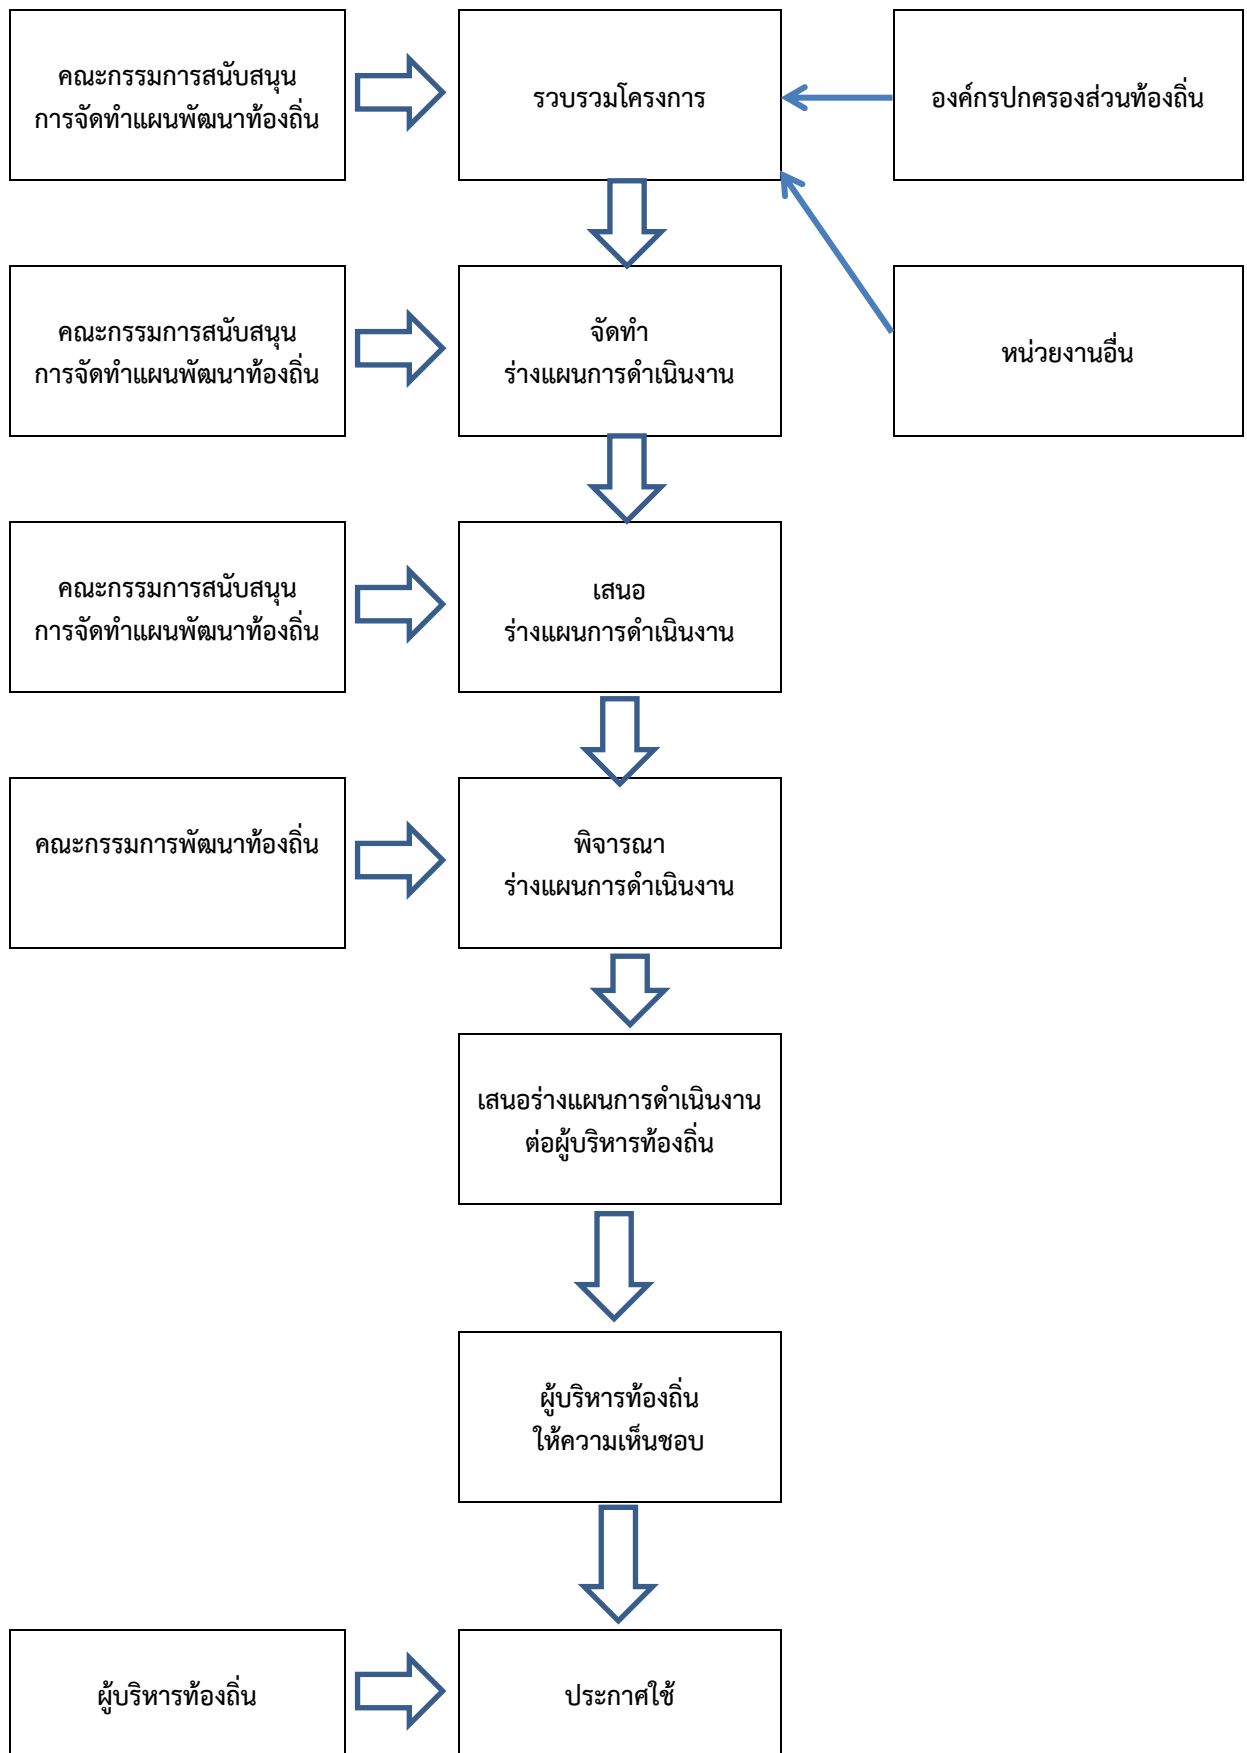 คณะกรรมการสนับสนุน
การจัดทำแผนพัฒนาท้องถิ่น
รวบรวมโครงการ
องค์กรปกครองส่วนท้องถิ่น
คณะกรรมการสนับสนุน
การจัดทำแผนพัฒนาท้องถิ่น
จัดทำ
ร่างแผนการดำเนินงาน
หน่วยงานอื่น
คณะกรรมการสนับสนุน
การจัดทำแผนพัฒนาท้องถิ่น
เสนอ
ร่างแผนการดำเนินงาน
คณะกรรมการพัฒนาท้องถิ่น
พิจารณา
ร่างแผนการดำเนินงาน
เสนอร่างแผนการดำเนินงาน
ต่อผู้บริหารท้องถิ่น
ผู้บริหารท้องถิ่น
ให้ความเห็นชอบ
ผู้บริหารท้องถิ่น
ประกาศใช้